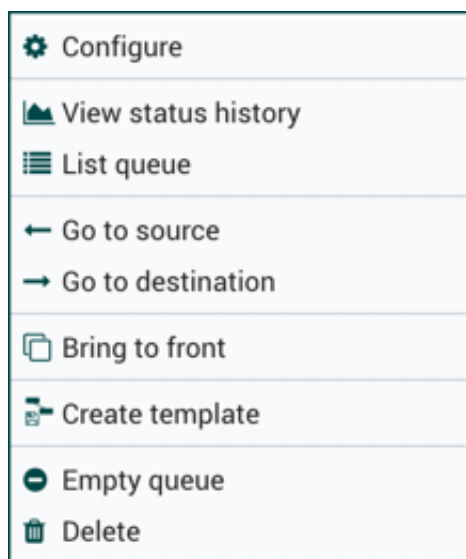 Configure
View status history
List queue
Go to source
Go to destination
Bring to front
Create template
Empty queue
Delete